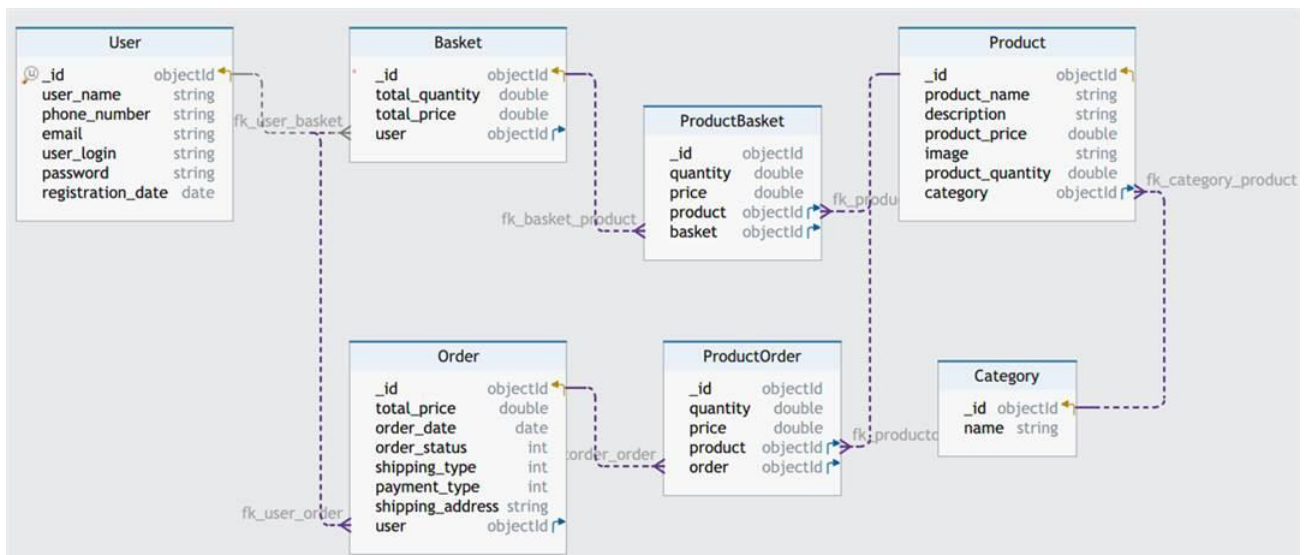 User
_id objectId
user_name string
phone_number string
email string
user_login string
password string
registration_date date
fk_user_basket
Basket
_id objectId
total_quantity double
total_price double
user objectId
fk_basket_product
ProductBasket
_id objectId
quantity double
price double
product objectId
basket objectId
fk_produc
Product
_id objectId
product_name string
description string
product_price double
image string
product_quantity double
category objectId
fk_category_product
fk_user_order
Order
_id objectId
total_price double
order_date date
order_status int
shipping_type int
payment_type int
shipping_address string
user objectId
order_order
ProductOrder
_id objectId
quantity double
price double
product objectId
order objectId
fk_producto
Category
_id objectId
name string